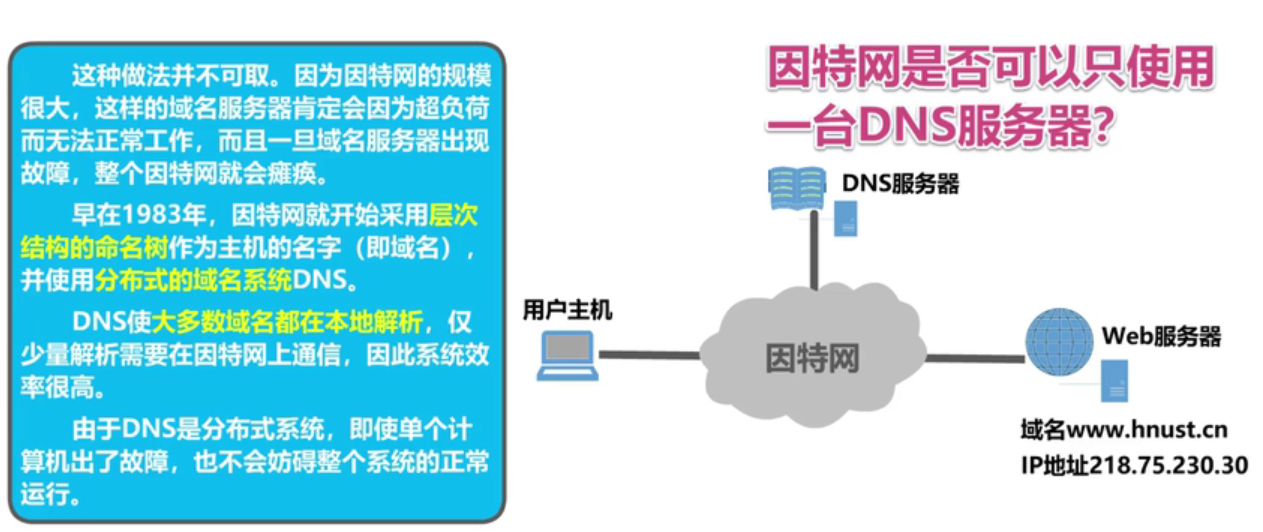 因特网是否可以只使用
一台DNS服务器？
这种做法并不可取。因为因特网的规模
很大，这样的域名服务器肯定会因为超负荷
而无法正常工作，而且一旦域名服务器出现
故障，整个因特网就会瘫痪。
早在1983年，因特网就开始采用层次
结构的命名树作为主机的名字（即域名），
并使用分布式的域名系统DNS。
DNS使大多数域名都在本地解析，仅
少量解析需要在因特网上通信，因此系统效
率很高。
由于DNS是分布式系统，即使单个计
算机出了故障，也不会妨碍整个系统的正常
运行。
DNS服务器
用户主机
因特网
Web服务器
域名www.hnust.cn
IP地址218.75.230.30